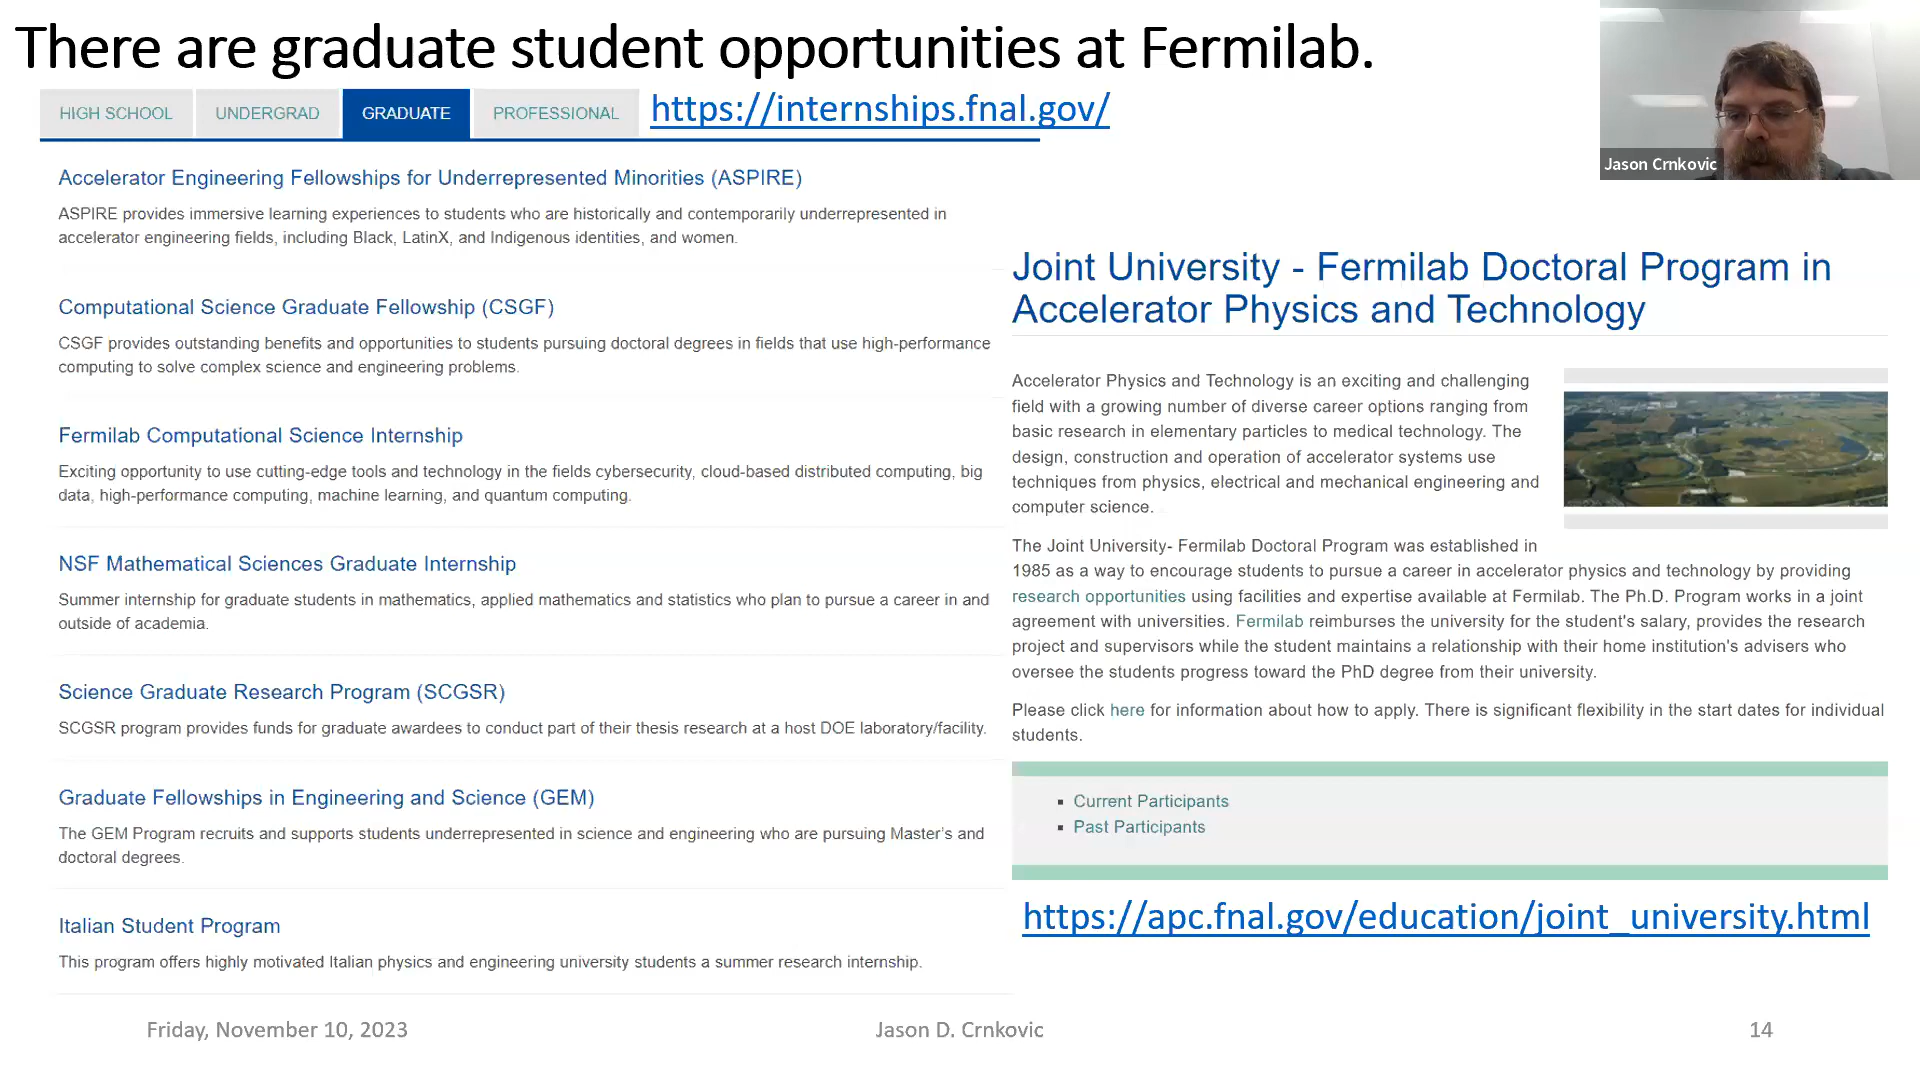 There are graduate student opportunities at Fermilab.
HIGH SCHOOL
UNDERGRAD
GRADUATE
PROFESSIONAL
https://internships.fnal.gov/
Jason Crnkovic
Accelerator Engineering Fellowships for Underrepresented Minorities (ASPIRE)
ASPIRE provides immersive learning experiences to students who are historically and contemporarily underrepresented in
accelerator engineering fields, including Black, LatinX, and Indigenous identities, and women.
Computational Science Graduate Fellowship (CSGF)
CSGF provides outstanding benefits and opportunities to students pursuing doctoral degrees in fields that use high-performance
computing to solve complex science and engineering problems.
Fermilab Computational Science Internship
Exciting opportunity to use cutting-edge tools and technology in the fields cybersecurity, cloud-based distributed computing, big
data, high-performance computing, machine learning, and quantum computing.
NSF Mathematical Sciences Graduate Internship
Summer internship for graduate students in mathematics, applied mathematics and statistics who plan to pursue a career in and
outside of academia.
Science Graduate Research Program (SCGSR)
SCGSR program provides funds for graduate awardees to conduct part of their thesis research at a host DOE laboratory/facility.
Graduate Fellowships in Engineering and Science (GEM)
The GEM Program recruits and supports students underrepresented in science and engineering who are pursuing Master's and
doctoral degrees.
Italian Student Program
This program offers highly motivated Italian physics and engineering university students a summer research internship.
Joint University - Fermilab Doctoral Program in
Accelerator Physics and Technology
Accelerator Physics and Technology is an exciting and challenging
field with a growing number of diverse career options ranging from
basic research in elementary particles to medical technology. The
design, construction and operation of accelerator systems use
techniques from physics, electrical and mechanical engineering and
computer science.
The Joint University- Fermilab Doctoral Program was established in
1985 as a way to encourage students to pursue a career in accelerator physics and technology by providing
research opportunities using facilities and expertise available at Fermilab. The Ph.D. Program works in a joint
agreement with universities. Fermilab reimburses the university for the student's salary, provides the research
project and supervisors while the student maintains a relationship with their home institution's advisers who
oversee the students progress toward the PhD degree from their university.
Please click here for information about how to apply. There is significant flexibility in the start dates for individual
students.
Current Participants
Past Participants
https://apc.fnal.gov/education/joint_university.html
Friday, November 10, 2023
Jason D. Crnkovic
14